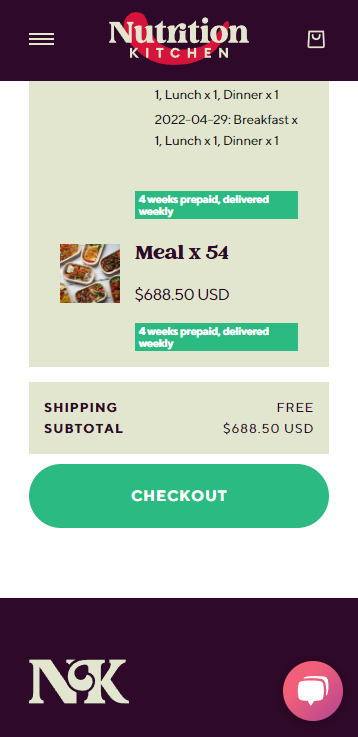 Nutrition
KITCHEN
1, Lunch x 1, Dinner x 1
2022-04-29: Breakfast x
1, Lunch x 1, Dinner x 1
4 weeks prepaid, delivered
weekly
Meal x 54
$688.50 USD
4 weeks prepaid, delivered
weekly
SHIPPING FREE
SUBTOTAL $688.50 USD
CHECKOUT
NK